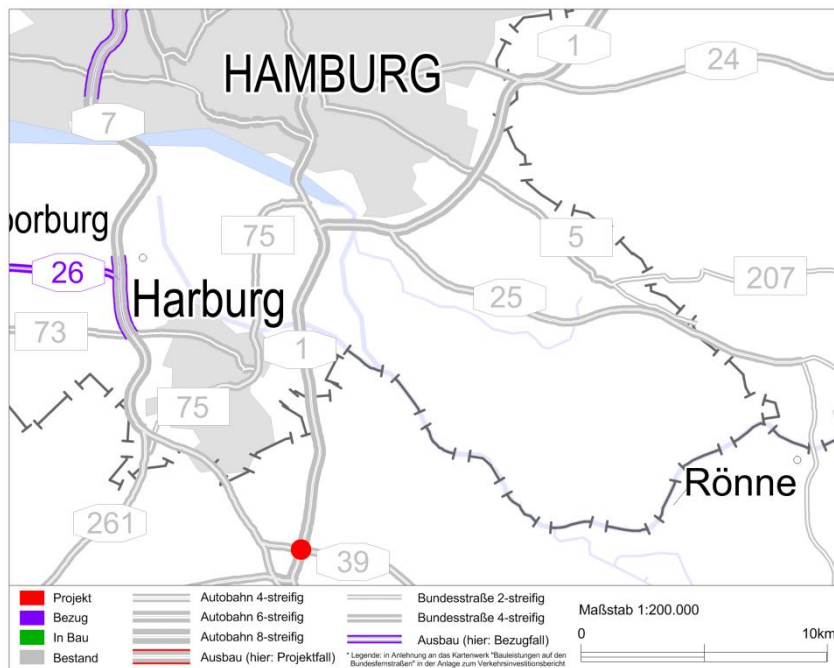 HAMBURG
1
24
7
oorburg
75
5
26
Harburg
25
207
73
1
75
Rönne
261
39
Projekt
Bezug
In Bau
Bestand
Autobahn 4-streifig
Autobahn 6-streifig
Autobahn 8-streifig
Ausbau (hier: Projektfall)
Bundesstraße 2-streifig
Bundesstraße 4-streifig
Ausbau (hier: Bezugfall)
* Legende: in Anlehnung an das Kartenwerk "Bauleistungen auf den
Bundesfernstraßen" in der Anlage zum Verkehrsinvestitionsbericht
Maßstab 1:200.000
0 10km